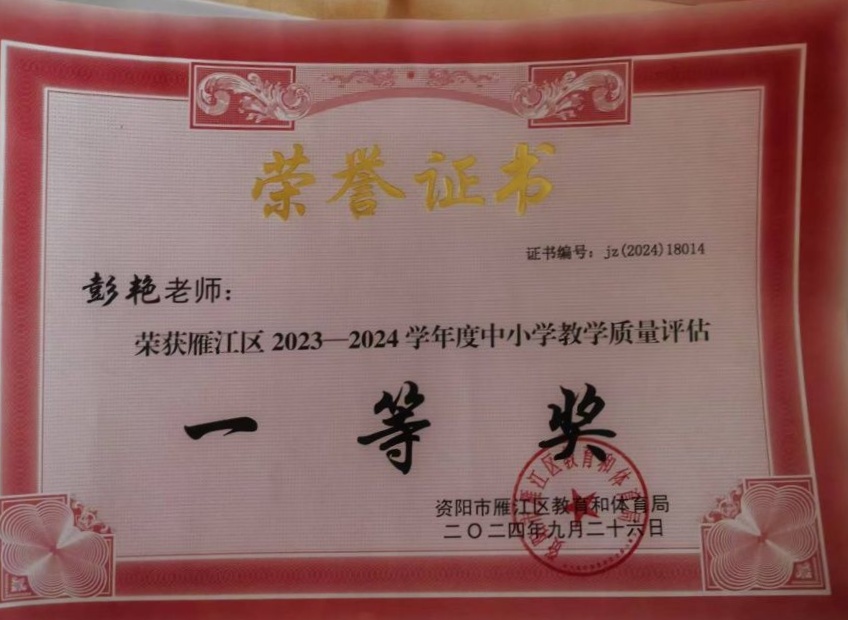 荣誉证书
证书编号：jz(2024)18014
彭艳老师：
荣获雁江区2023—2024学年度中小学教学质量评估
一等奖
资阳市雁江区教育和体育局
二〇二四年九月二十六日